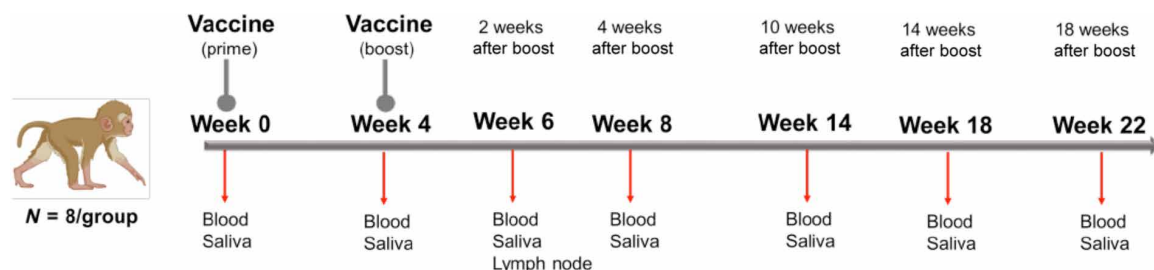 Vaccine
(prime)
Vaccine
(boost)
2 weeks
after boost
4 weeks
after boost
10 weeks
after boost
14 weeks
after boost
18 weeks
after boost
Week 0
Week 4
Week 6
Week 8
Week 14
Week 18
Week 22
N = 8/group
Blood
Saliva
Blood
Saliva
Blood
Saliva
Lymph node
Blood
Saliva
Blood
Saliva
Blood
Saliva
Blood
Saliva